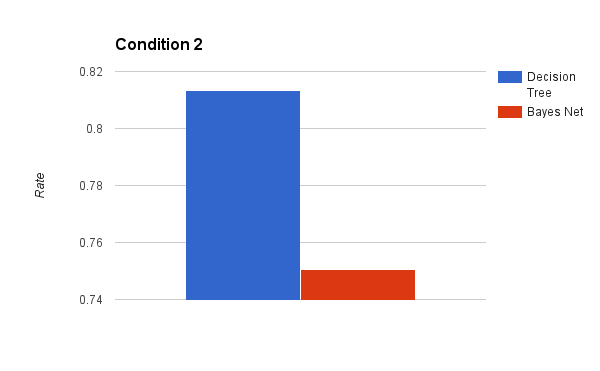 Condition 2
0.82
0.8
0.78
0.76
0.74
Rate
Decision
Tree
Bayes Net